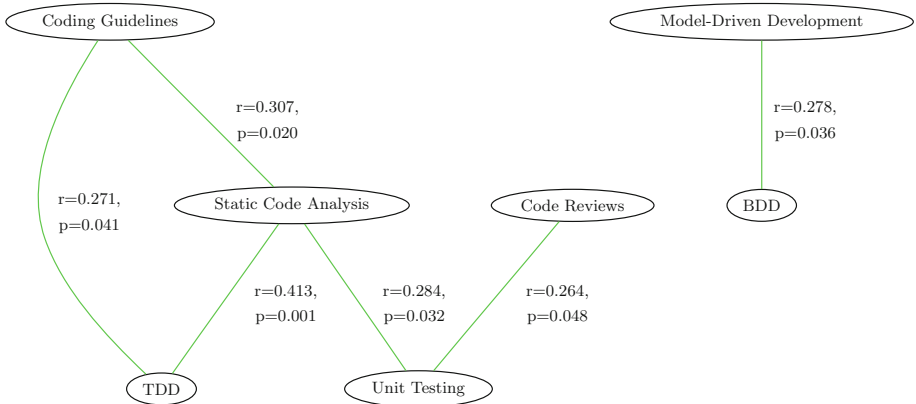 Coding Guidelines
Model-Driven Development
r=0.307,
p=0.020
r=0.278,
p=0.036
r=0.271,
p=0.041
Static Code Analysis
Code Reviews
BDD
r=0.413,
p=0.001
r=0.284,
p=0.032
r=0.264,
p=0.048
TDD
Unit Testing